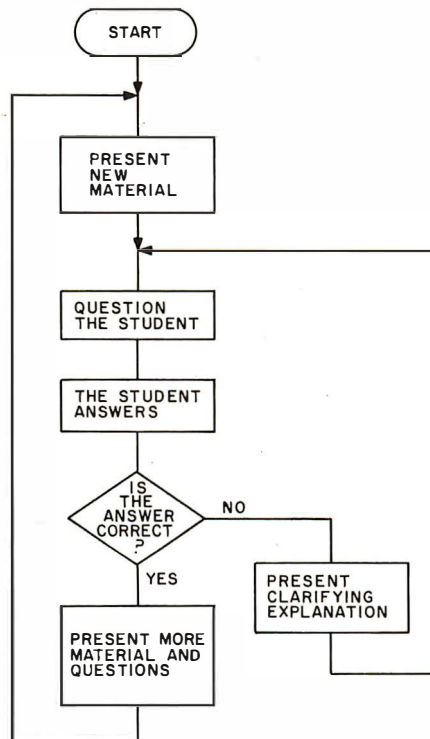 START
PRESENT
NEW
MATERIAL
QUESTION
THE STUDENT
THE STUDENT
ANSWERS
IS
THE
ANSWER
CORRECT
?
NO
YES
PRESENT
CLARIFYING
EXPLANATION
PRESENT MORE
MATERIAL AND
QUESTIONS